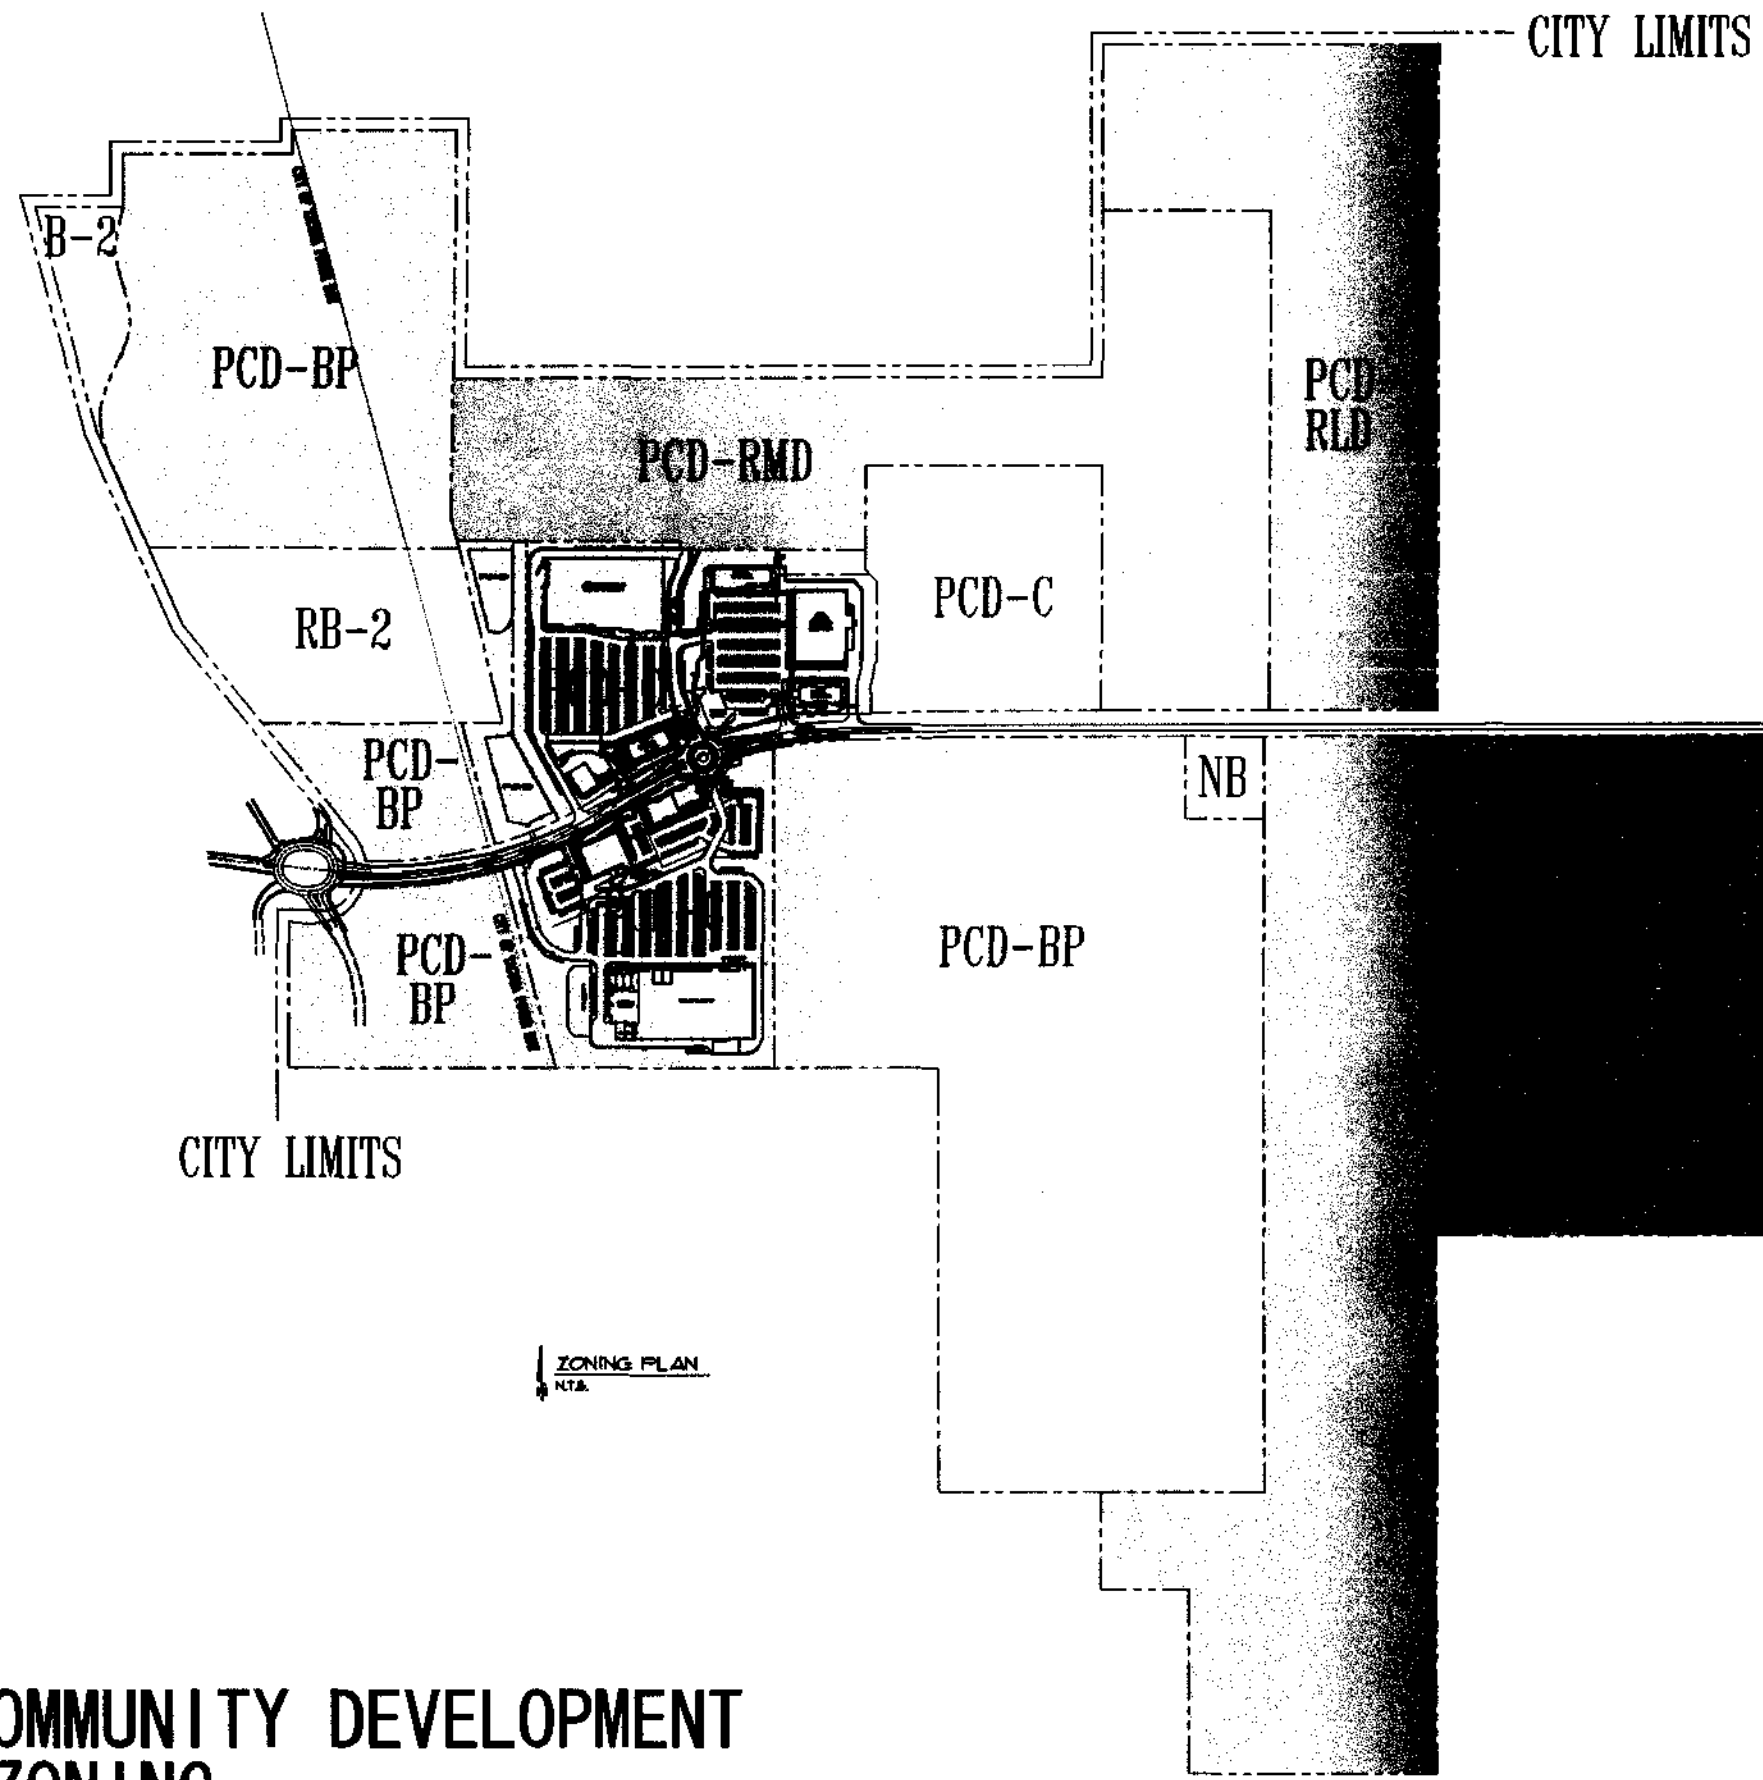 CITY LIMITS
B-2
PCD-BP
PCD
RLD
PCD-RMD
PCD-C
RB-2
PCD-
BP
NB
PCD-
BP
PCD-BP
CITY LIMITS
ZONING PLAN
N.T.S.
OMMUNITY DEVELOPMENT
ZONING